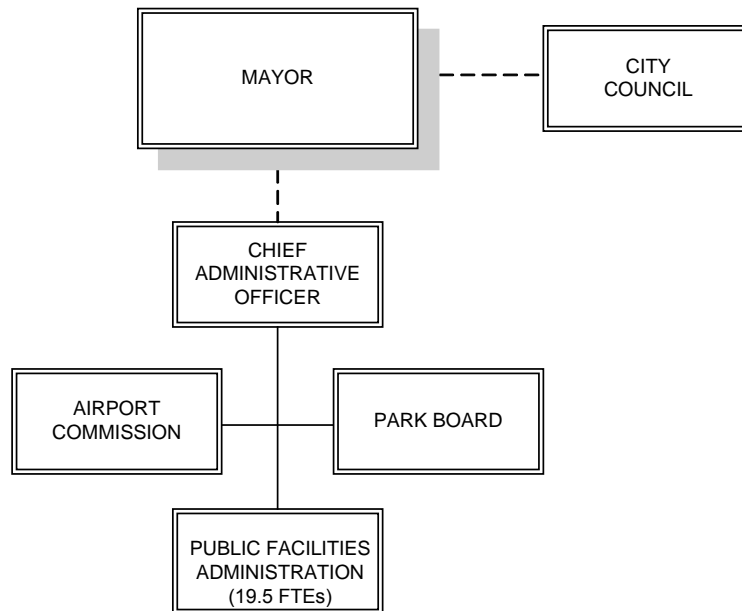 MAYOR
CITY
COUNCIL
CHIEF
ADMINISTRATIVE
OFFICER
AIRPORT
COMMISSION
PARK BOARD
PUBLIC FACILITIES
ADMINISTRATION
(19.5 FTEs)